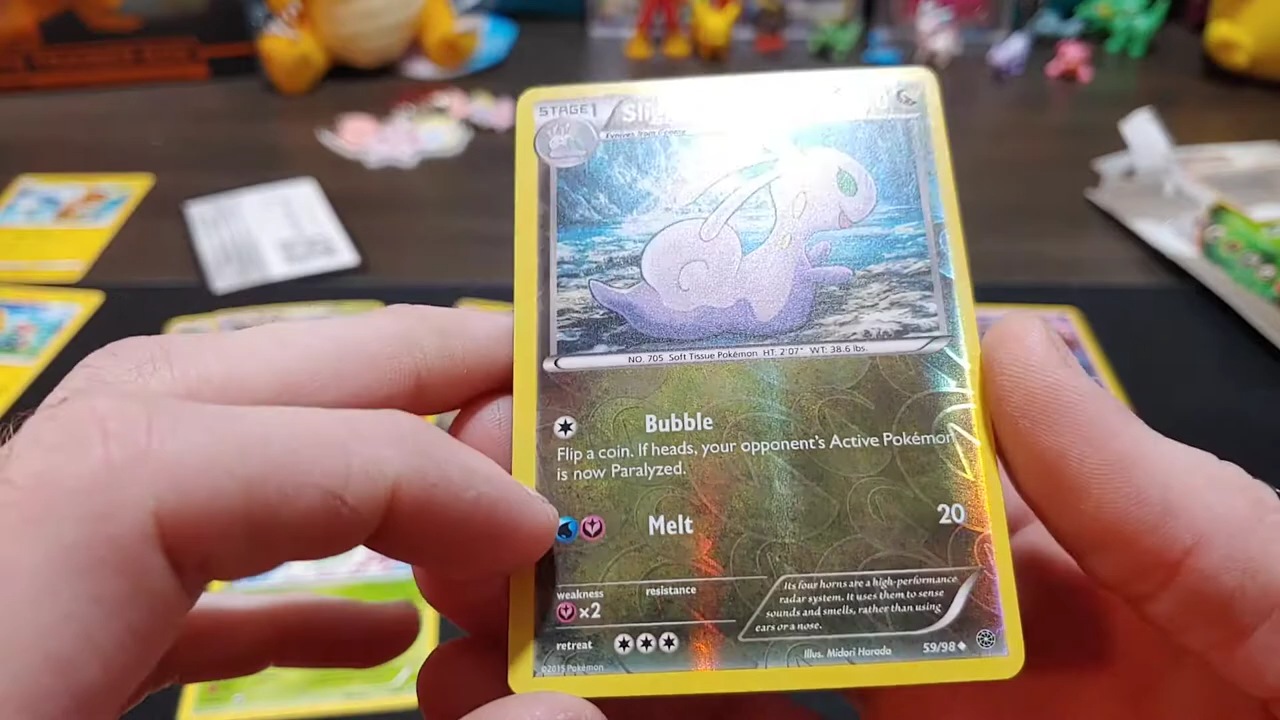 STAGE 1
Evolves from Goomy
NO. 705 Soft Tissue Pokémon HT: 2'07" WT: 38.6 lbs.
Bubble
Flip a coin. If heads, your opponent's Active Pokémon
is now Paralyzed.
Melt 20
weakness resistance
×2
retreat
Its four horns are a high-performance
radar system. It uses them to sense
sounds and smells, rather than using
ears or a nose.
Illus. Midori Harada 59/98
©2015 Pokémon